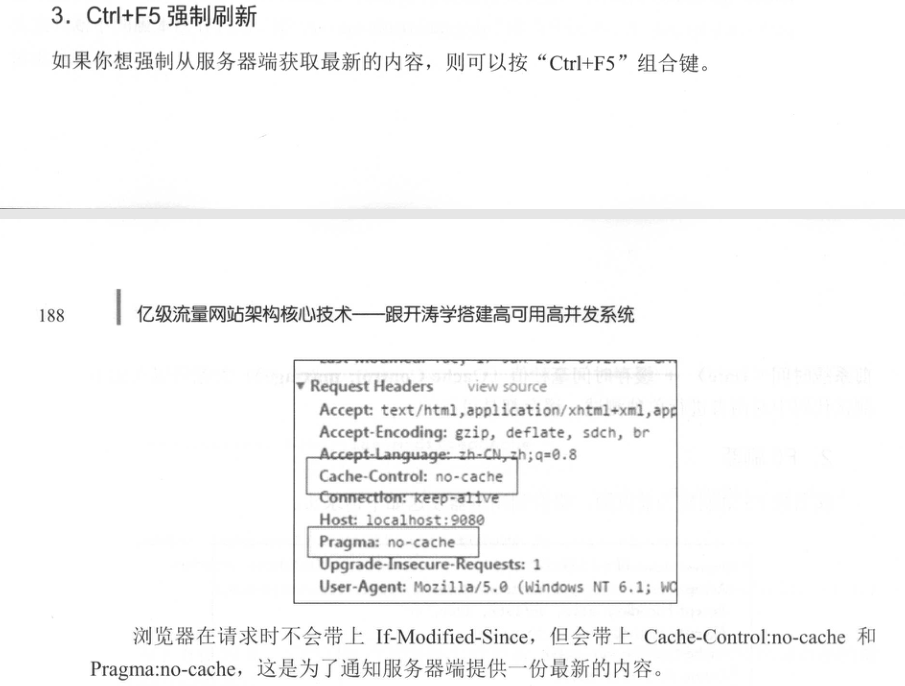 3. Ctrl+F5 强制刷新
如果你想强制从服务器端获取最新的内容，则可以按“Ctrl+F5”组合键。
188
亿级流量网站架构核心技术——跟开涛学搭建高可用高并发系统
▼ Request Headers view source
Accept: text/html,application/xhtml+xml,app
Accept-Encoding: gzip, deflate, sdch, br
Accept-Language: zh-CN,zh;q=0.8
Cache-Control: no-cache
Connection: keep-alive
Host: localhost:9080
Pragma: no-cache
Upgrade-Insecure-Requests: 1
User-Agent: Mozilla/5.0 (Windows NT 6.1; WO
浏览器在请求时不会带上 If-Modified-Since，但会带上 Cache-Control:no-cache 和
Pragma:no-cache，这是为了通知服务器端提供一份最新的内容。